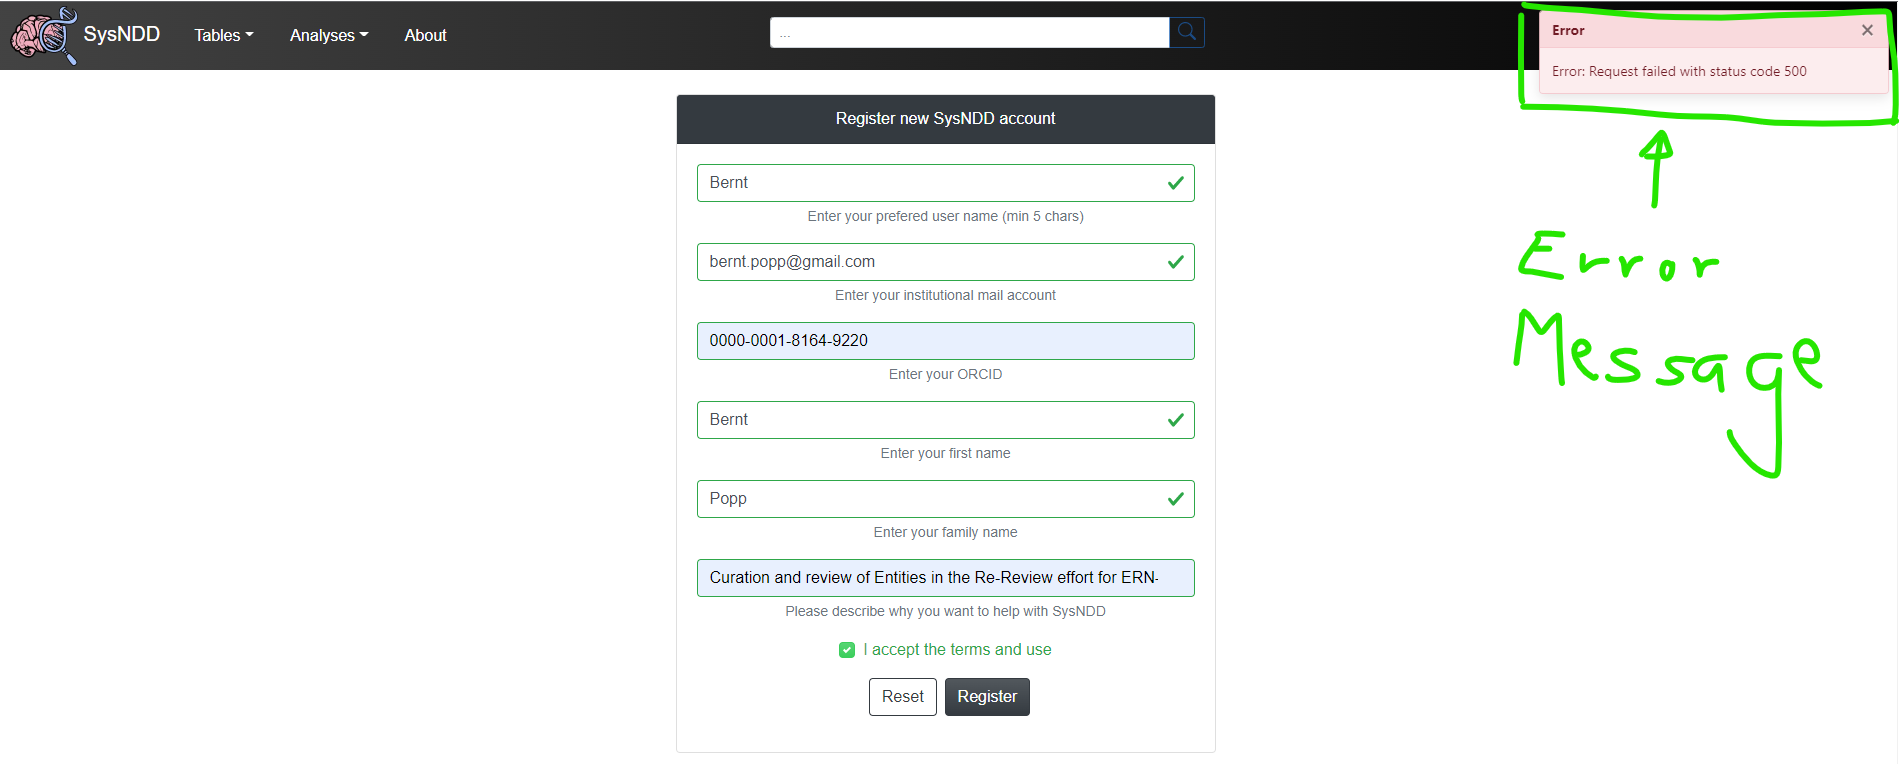 SysNDD Tables Analyses About ...
Error
Error: Request failed with status code 500
Error
Message
Register new SysNDD account
Bernt
Enter your prefered user name (min 5 chars)
bernt.popp@gmail.com
Enter your institutional mail account
0000-0001-8164-9220
Enter your ORCID
Bernt
Enter your first name
Popp
Enter your family name
Curation and review of Entities in the Re-Review effort for ERN-
Please describe why you want to help with SysNDD
I accept the terms and use
Reset Register